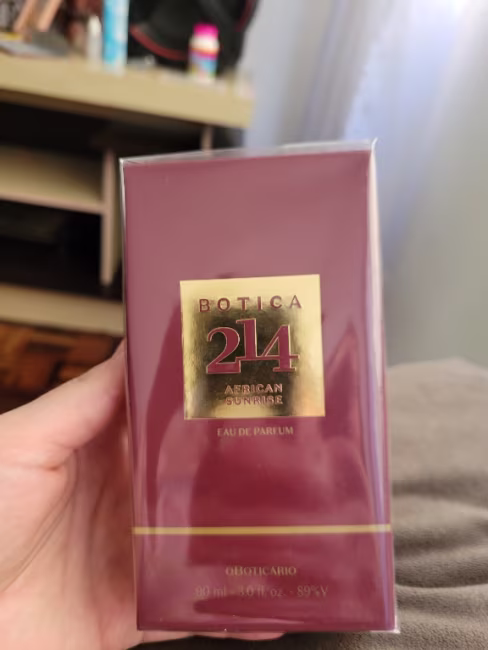 BOTICA
214
AFRICAN
SUNRISE
EAU DE PARFUM
oBOTICARIO
90 ml - 3.0 fl. oz. - 89%V